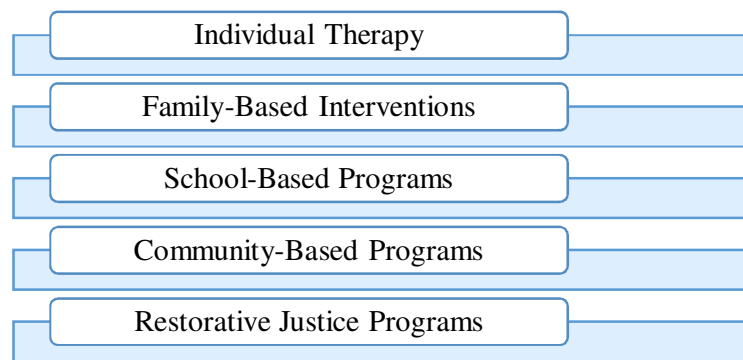 Individual Therapy
Family-Based Interventions
School-Based Programs
Community-Based Programs
Restorative Justice Programs